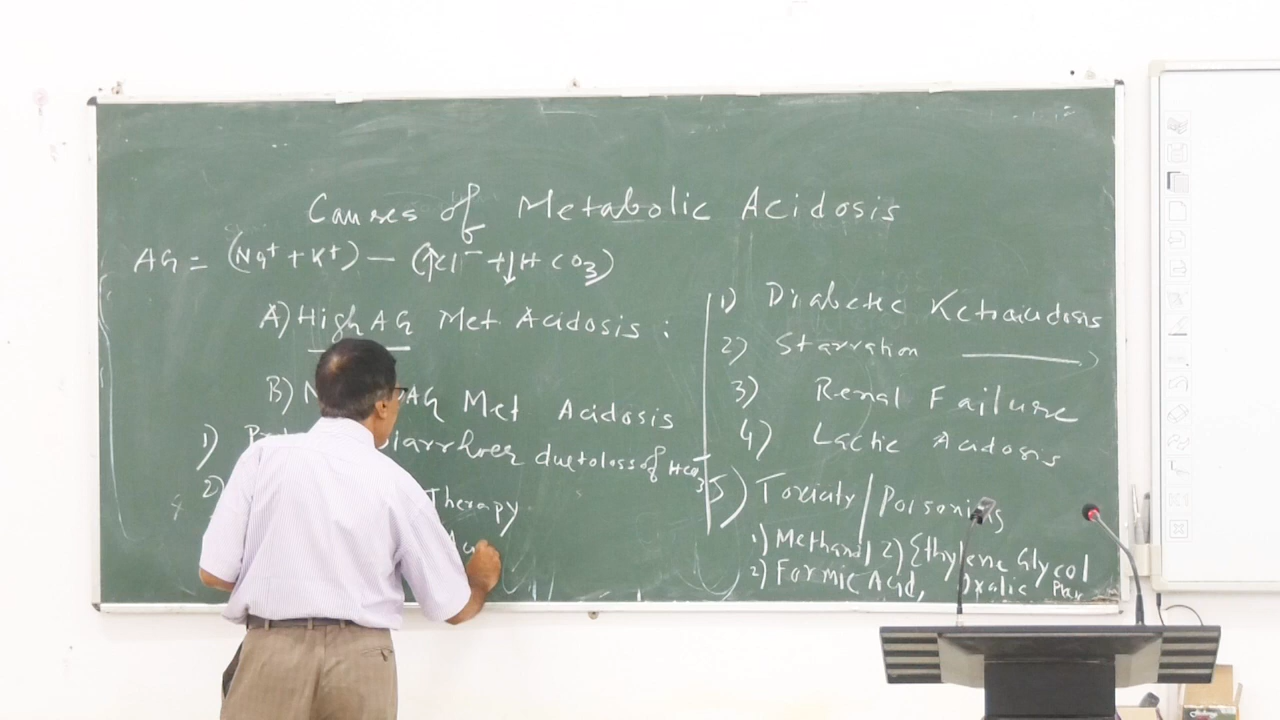 Causes of Metabolic Acidosis
AG = (Na+ + K+) – (↑Cl– + ↓HCO3)
A) High AG Met Acidosis :
B) AG Met Acidosis
1) Diarrhoea due to loss of HCO3
2) Therapy
1) Diabetic Ketoacidosis
2) Starvation ———
3) Renal Failure
4) Lactic Acidosis
5) Toxicity / Poisoning
1) Methanol 2) Ethylene Glycol
2) Formic Acid, Oxalic